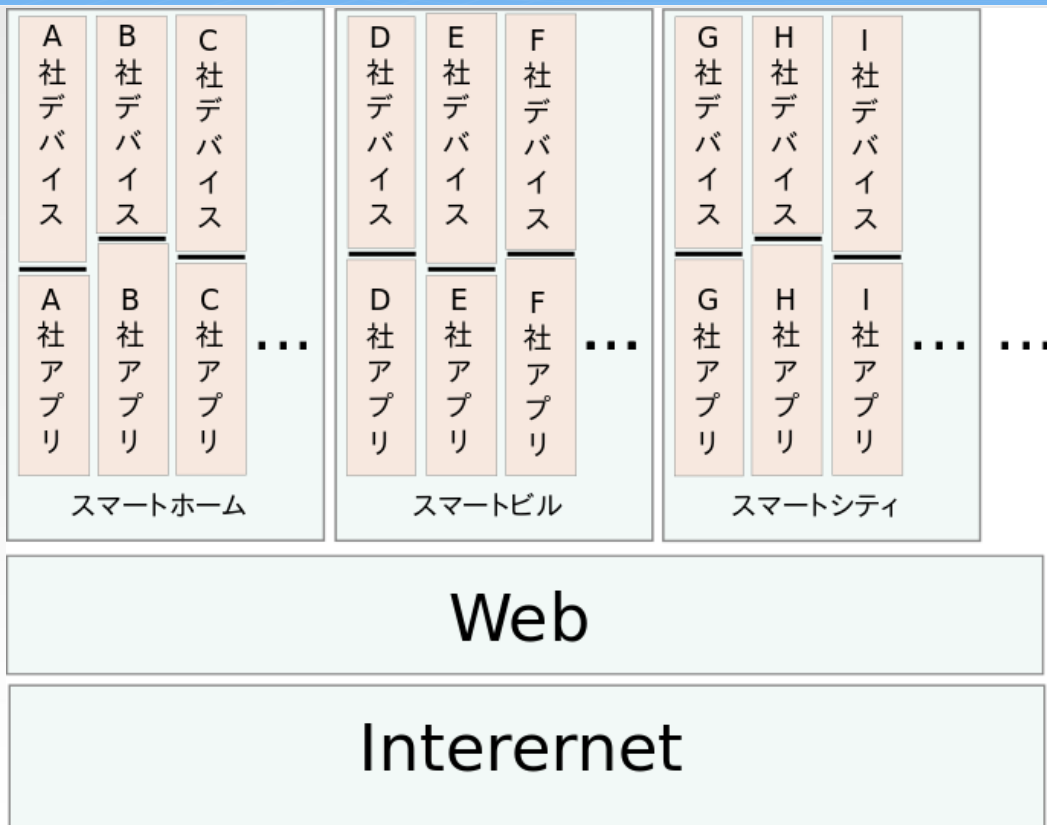 A社デバイス
B社デバイス
C社デバイス
A社アプリ
B社アプリ
C社アプリ
...
スマートホーム
D社デバイス
E社デバイス
F社デバイス
D社アプリ
E社アプリ
F社アプリ
...
スマートビル
G社デバイス
H社デバイス
I社デバイス
G社アプリ
H社アプリ
I社アプリ
...
スマートシティ
...
Web
Interernet